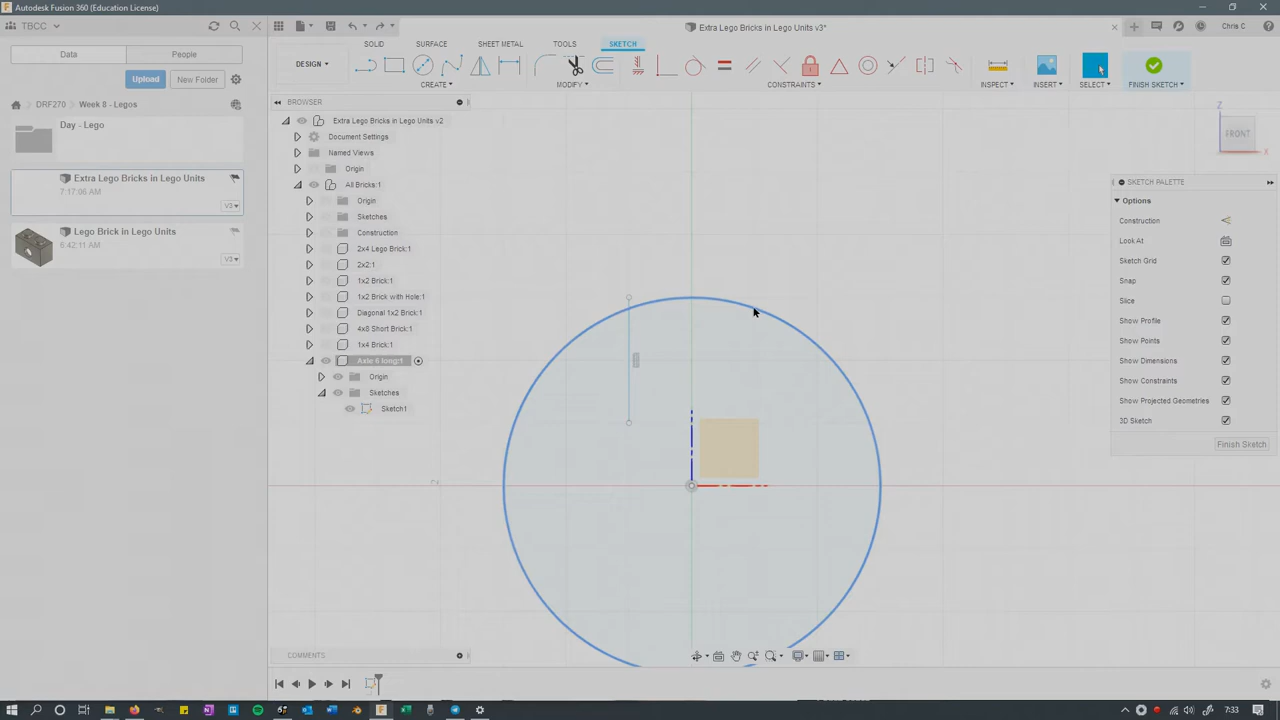 Autodesk Fusion 360 (Education License)
TBCC
Extra Lego Bricks in Lego Units v3*
Chris C
Data
People
Upload
New Folder
DRF270
Week 8 - Legos
Day - Lego
Extra Lego Bricks in Lego Units
7:17:06 AM
V3
Lego Brick in Lego Units
6:42:11 AM
V3
DESIGN
SOLID
SURFACE
SHEET METAL
TOOLS
SKETCH
CREATE
MODIFY
CONSTRAINTS
INSPECT
INSERT
SELECT
FINISH SKETCH
BROWSER
Extra Lego Bricks in Lego Units v2
Document Settings
Named Views
Origin
All Bricks:1
Origin
Sketches
Construction
2x4 Lego Brick:1
2x2:1
1x2 Brick:1
1x2 Brick with Hole:1
Diagonal 1x2 Brick:1
4x8 Short Brick:1
1x4 Brick:1
Axle 6 long:1
Origin
Sketches
Sketch1
Z
FRONT
X
SKETCH PALETTE
Options
Construction
Look At
Sketch Grid
Snap
Slice
Show Profile
Show Points
Show Dimensions
Show Constraints
Show Projected Geometries
3D Sketch
Finish Sketch
COMMENTS
7:33